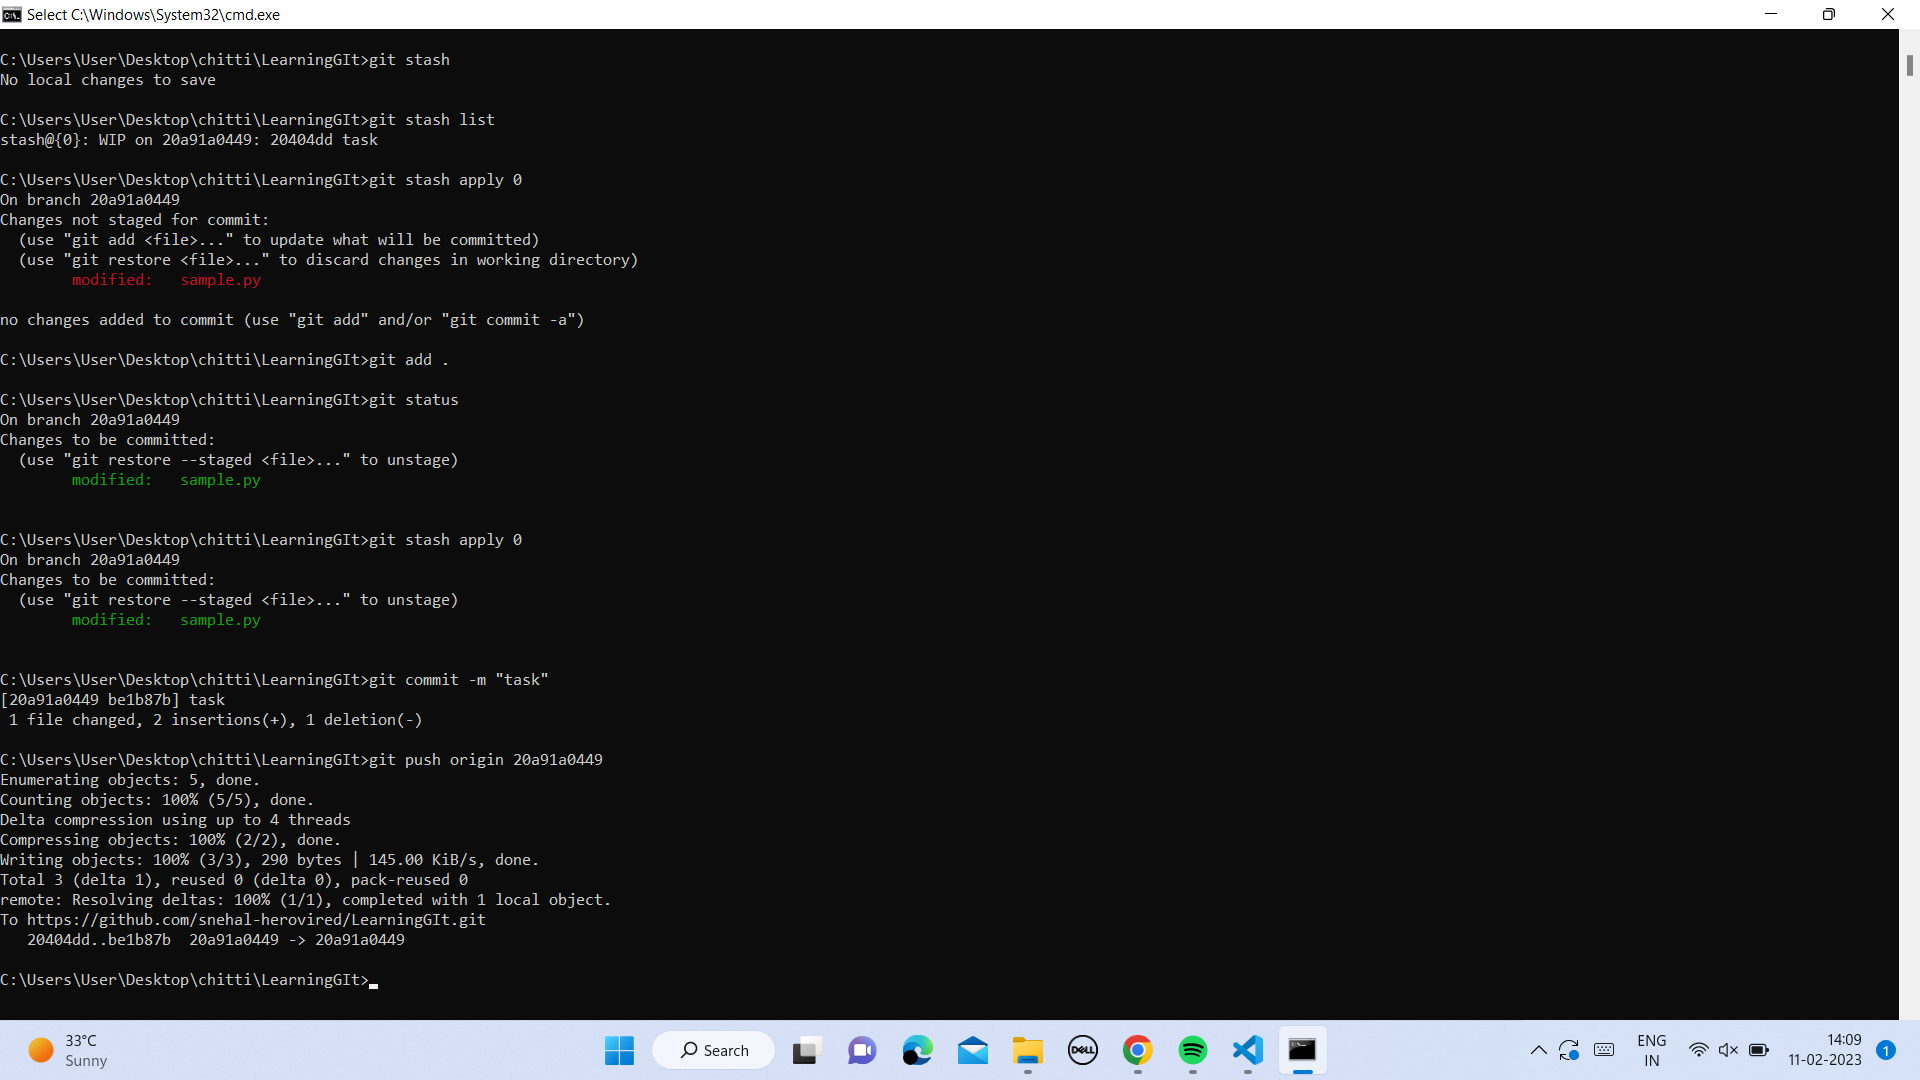 Select C:\Windows\System32\cmd.exe
C:\Users\User\Desktop\chitti\LearningGIt>git stash
No local changes to save
C:\Users\User\Desktop\chitti\LearningGIt>git stash list
stash@{0}: WIP on 20a91a0449: 20404dd task
C:\Users\User\Desktop\chitti\LearningGIt>git stash apply 0
On branch 20a91a0449
Changes not staged for commit:
  (use "git add <file>..." to update what will be committed)
  (use "git restore <file>..." to discard changes in working directory)
        modified:   sample.py
no changes added to commit (use "git add" and/or "git commit -a")
C:\Users\User\Desktop\chitti\LearningGIt>git add .
C:\Users\User\Desktop\chitti\LearningGIt>git status
On branch 20a91a0449
Changes to be committed:
  (use "git restore --staged <file>..." to unstage)
        modified:   sample.py
C:\Users\User\Desktop\chitti\LearningGIt>git stash apply 0
On branch 20a91a0449
Changes to be committed:
  (use "git restore --staged <file>..." to unstage)
        modified:   sample.py
C:\Users\User\Desktop\chitti\LearningGIt>git commit -m "task"
[20a91a0449 be1b87b] task
 1 file changed, 2 insertions(+), 1 deletion(-)
C:\Users\User\Desktop\chitti\LearningGIt>git push origin 20a91a0449
Enumerating objects: 5, done.
Counting objects: 100% (5/5), done.
Delta compression using up to 4 threads
Compressing objects: 100% (2/2), done.
Writing objects: 100% (3/3), 290 bytes | 145.00 KiB/s, done.
Total 3 (delta 1), reused 0 (delta 0), pack-reused 0
remote: Resolving deltas: 100% (1/1), completed with 1 local object.
To https://github.com/snehal-herovired/LearningGIt.git
   20404dd..be1b87b  20a91a0449 -> 20a91a0449
C:\Users\User\Desktop\chitti\LearningGIt>
33°C
Sunny
Search
DELL
ENG
IN
14:09
11-02-2023
1